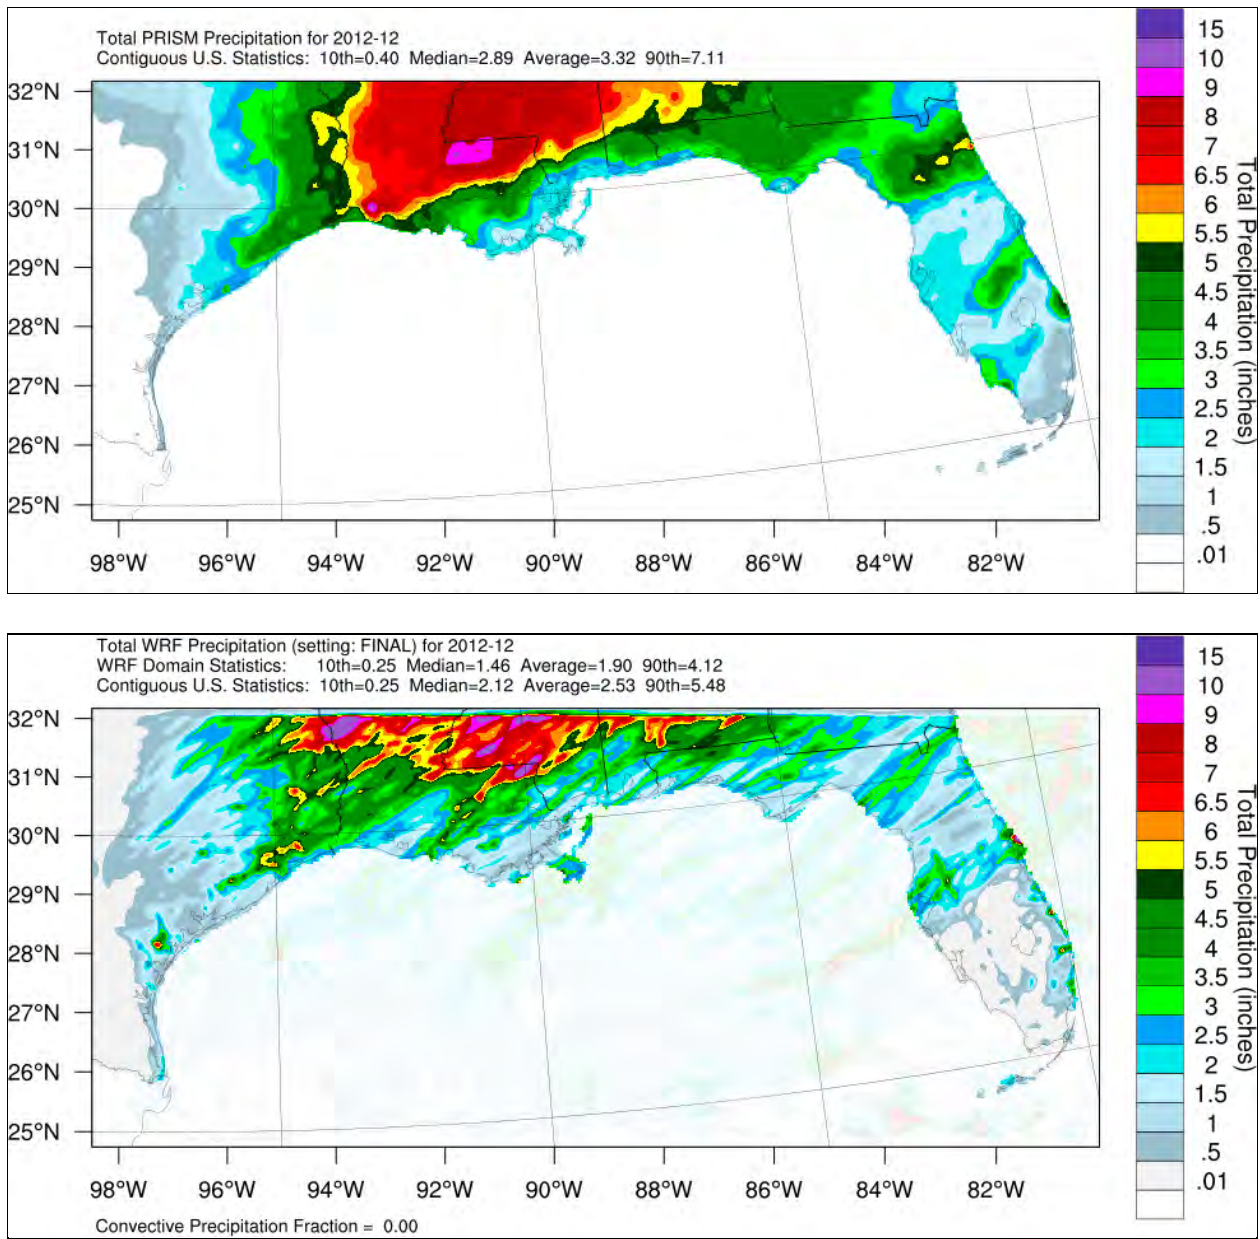 Total PRISM Precipitation for 2012-12
Contiguous U.S. Statistics: 10th=0.40 Median=2.89 Average=3.32 90th=7.11
32°N
31°N
30°N
29°N
28°N
27°N
26°N
25°N
98°W 96°W 94°W 92°W 90°W 88°W 86°W 84°W 82°W
15
10
9
8
7
6.5
6
5.5
5
4.5
4
3.5
3
2.5
2
1.5
1
.5
.01
Total Precipitation (inches)
Total WRF Precipitation (setting: FINAL) for 2012-12
WRF Domain Statistics: 10th=0.25 Median=1.46 Average=1.90 90th=4.12
Contiguous U.S. Statistics: 10th=0.25 Median=2.12 Average=2.53 90th=5.48
32°N
31°N
30°N
29°N
28°N
27°N
26°N
25°N
98°W 96°W 94°W 92°W 90°W 88°W 86°W 84°W 82°W
15
10
9
8
7
6.5
6
5.5
5
4.5
4
3.5
3
2.5
2
1.5
1
.5
.01
Total Precipitation (inches)
Convective Precipitation Fraction = 0.00